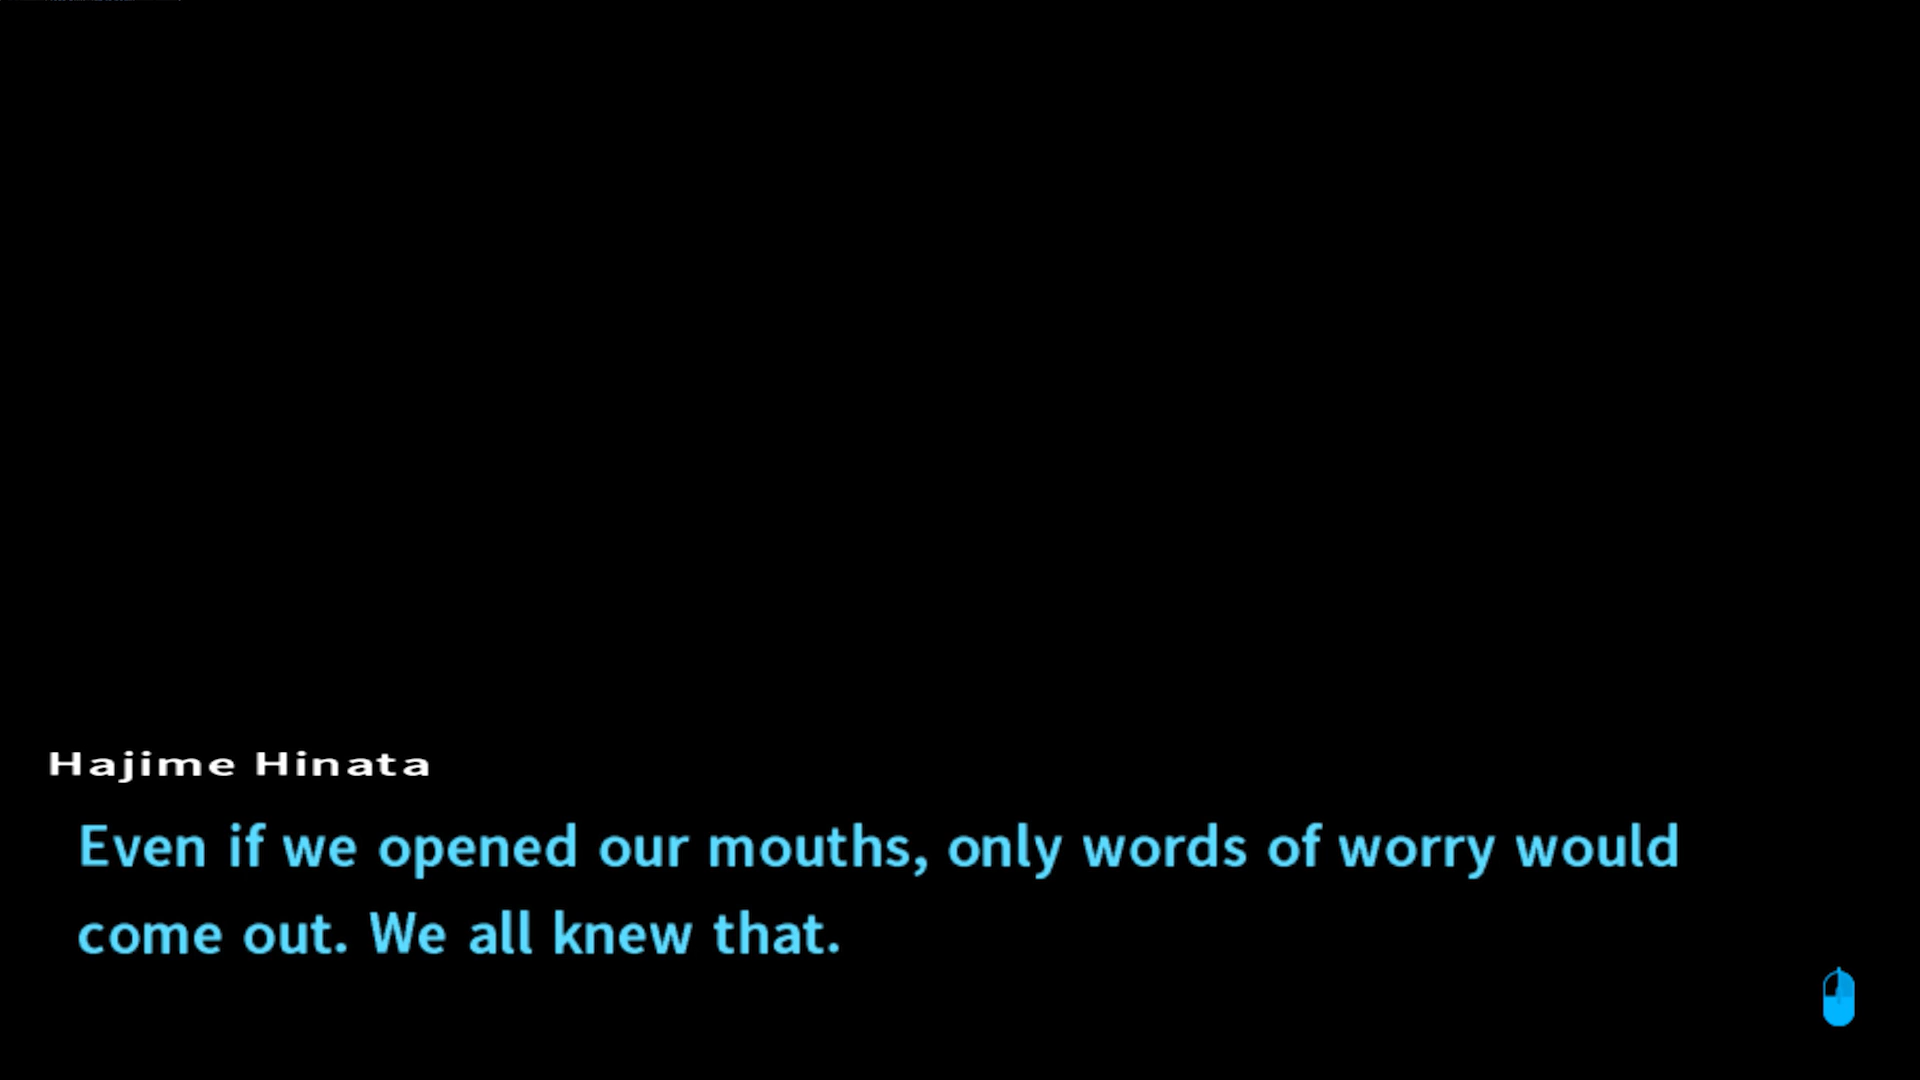 Hajime Hinata
Even if we opened our mouths, only words of worry would
come out. We all knew that.